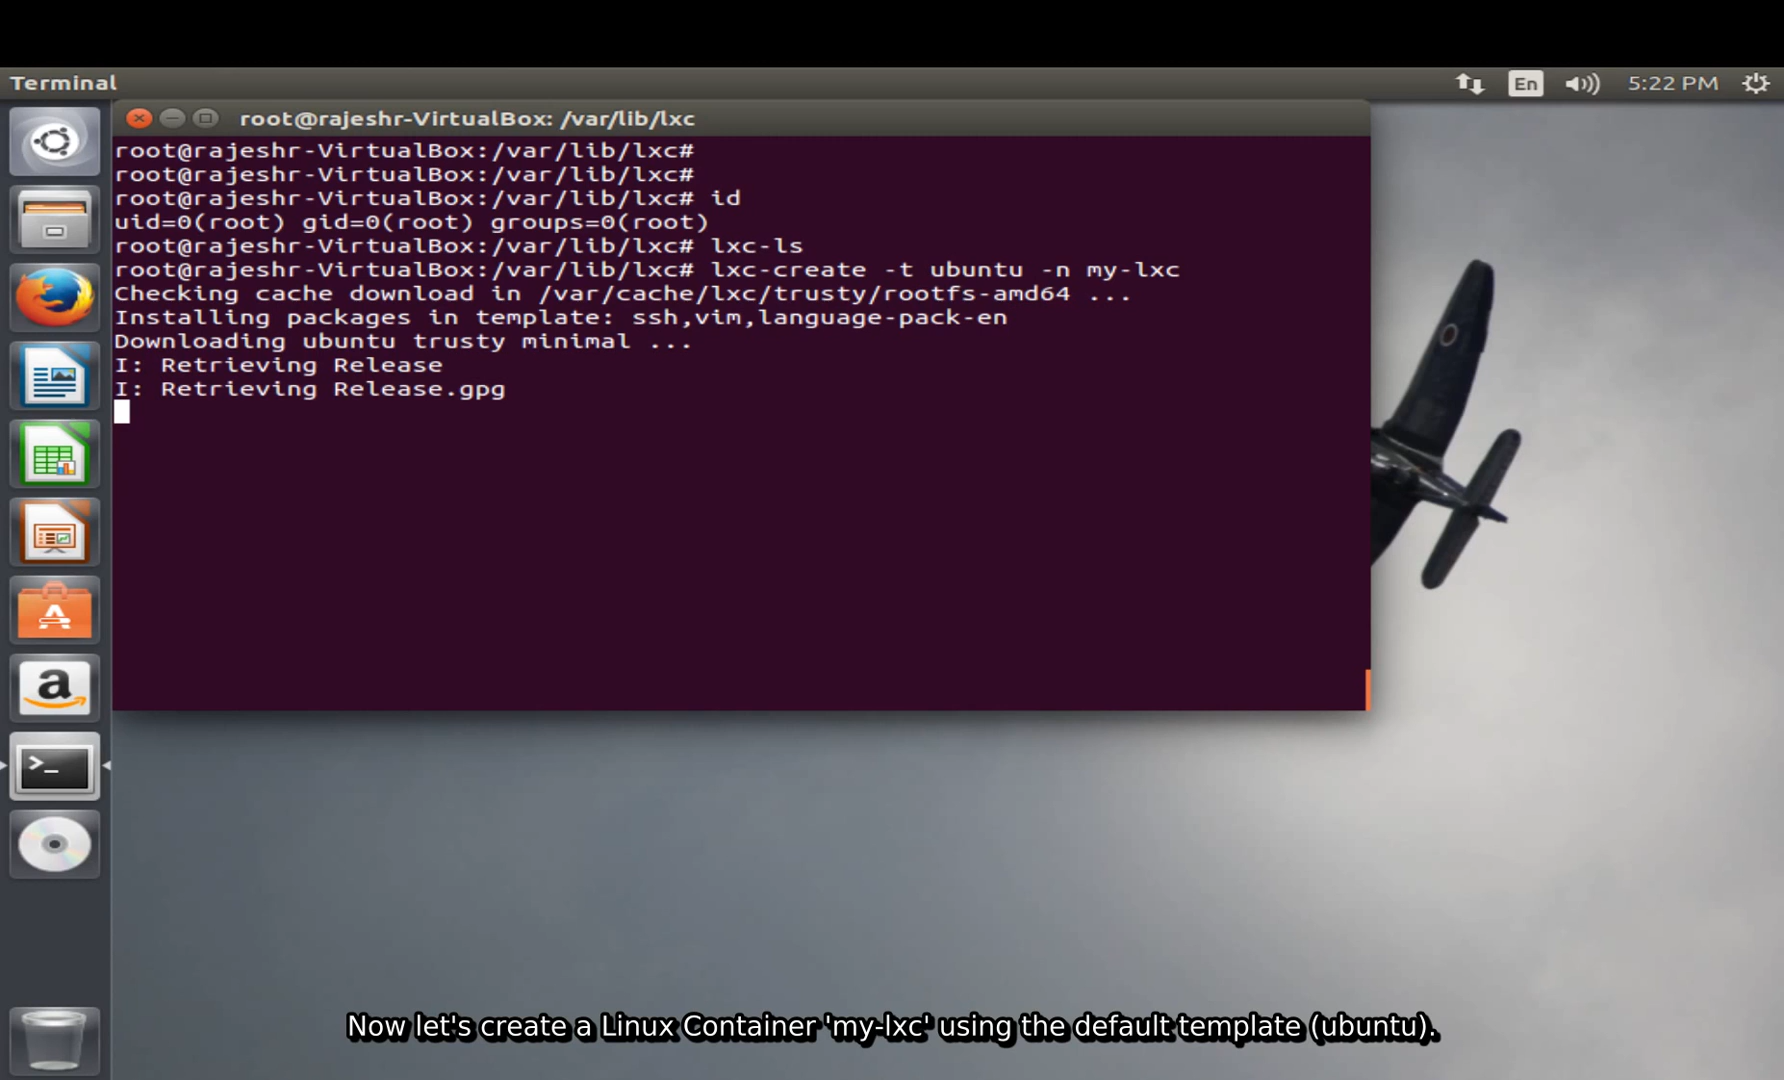 Terminal
En
5:22 PM
root@rajeshr-VirtualBox: /var/lib/lxc
root@rajeshr-VirtualBox:/var/lib/lxc#
root@rajeshr-VirtualBox:/var/lib/lxc#
root@rajeshr-VirtualBox:/var/lib/lxc# id
uid=0(root) gid=0(root) groups=0(root)
root@rajeshr-VirtualBox:/var/lib/lxc# lxc-ls
root@rajeshr-VirtualBox:/var/lib/lxc# lxc-create -t ubuntu -n my-lxc
Checking cache download in /var/cache/lxc/trusty/rootfs-amd64 ...
Installing packages in template: ssh,vim,language-pack-en
Downloading ubuntu trusty minimal ...
I: Retrieving Release
I: Retrieving Release.gpg
Now let's create a Linux Container 'my-lxc' using the default template (ubuntu).